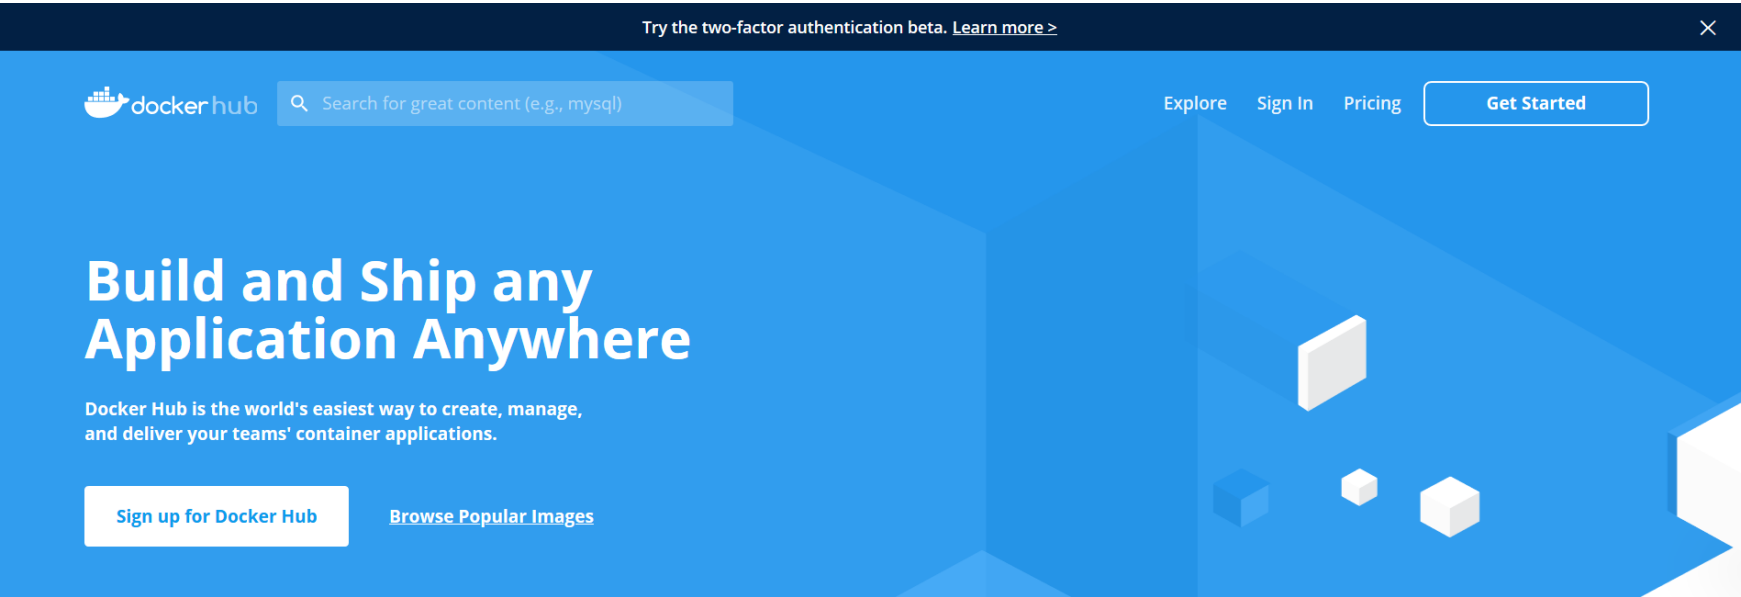 Try the two-factor authentication beta. Learn more >
docker hub
Search for great content (e.g., mysql)
Explore
Sign In
Pricing
Get Started
Build and Ship any
Application Anywhere
Docker Hub is the world's easiest way to create, manage,
and deliver your teams' container applications.
Sign up for Docker Hub
Browse Popular Images